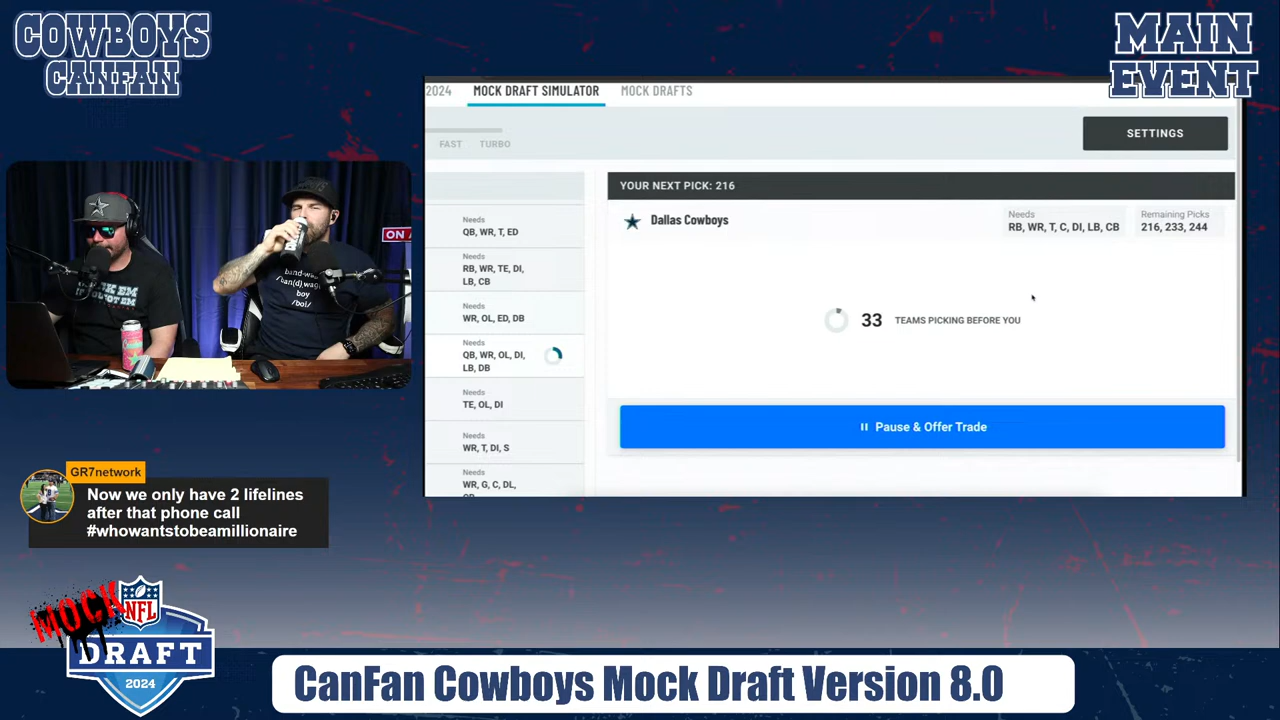 COWBOYS
CANFAN
MAIN
EVENT
2024
MOCK DRAFT SIMULATOR
MOCK DRAFTS
FAST
TURBO
SETTINGS
Needs
QB, WR, T, ED
Needs
RB, WR, TE, DI,
LB, CB
Needs
WR, OL, ED, DB
Needs
QB, WR, OL, DI,
LB, DB
Needs
TE, OL, DI
Needs
WR, T, DI, S
Needs
WR, G, C, DL,
YOUR NEXT PICK: 216
Dallas Cowboys
Needs
RB, WR, T, C, DI, LB, CB
Remaining Picks
216, 233, 244
33 TEAMS PICKING BEFORE YOU
Pause & Offer Trade
ON
band-wag
boy
/boi/
GR7network
Now we only have 2 lifelines
after that phone call
#whowantstobeamillionaire
MOCK
NFL
DRAFT
2024
CanFan Cowboys Mock Draft Version 8.0